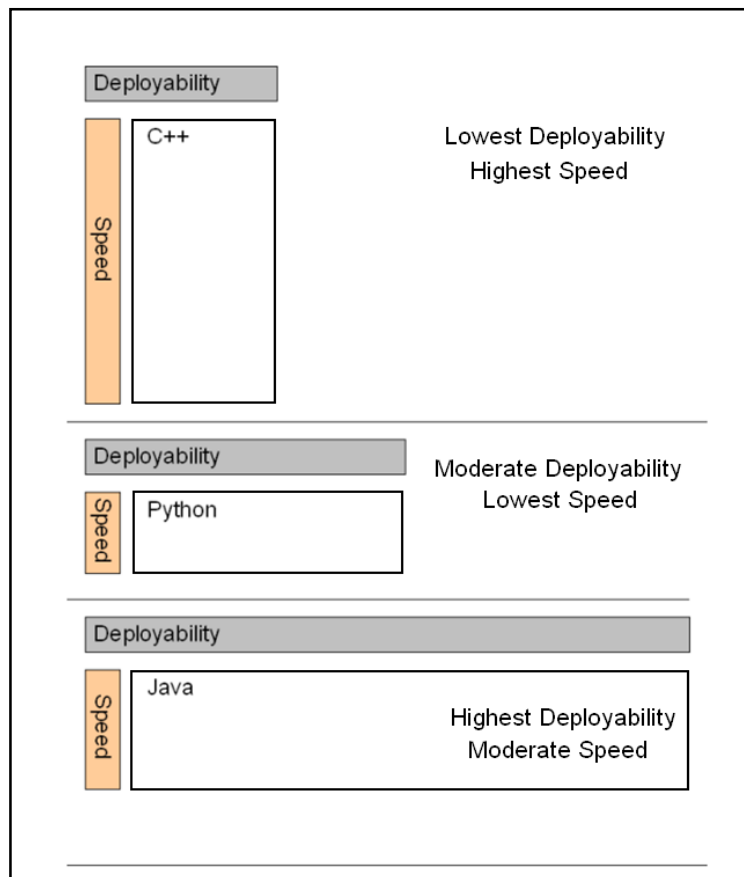 Deployability
C++
Lowest Deployability
Highest Speed
Speed
Deployability
Moderate Deployability
Lowest Speed
Python
Speed
Deployability
Java
Highest Deployability
Moderate Speed
Speed